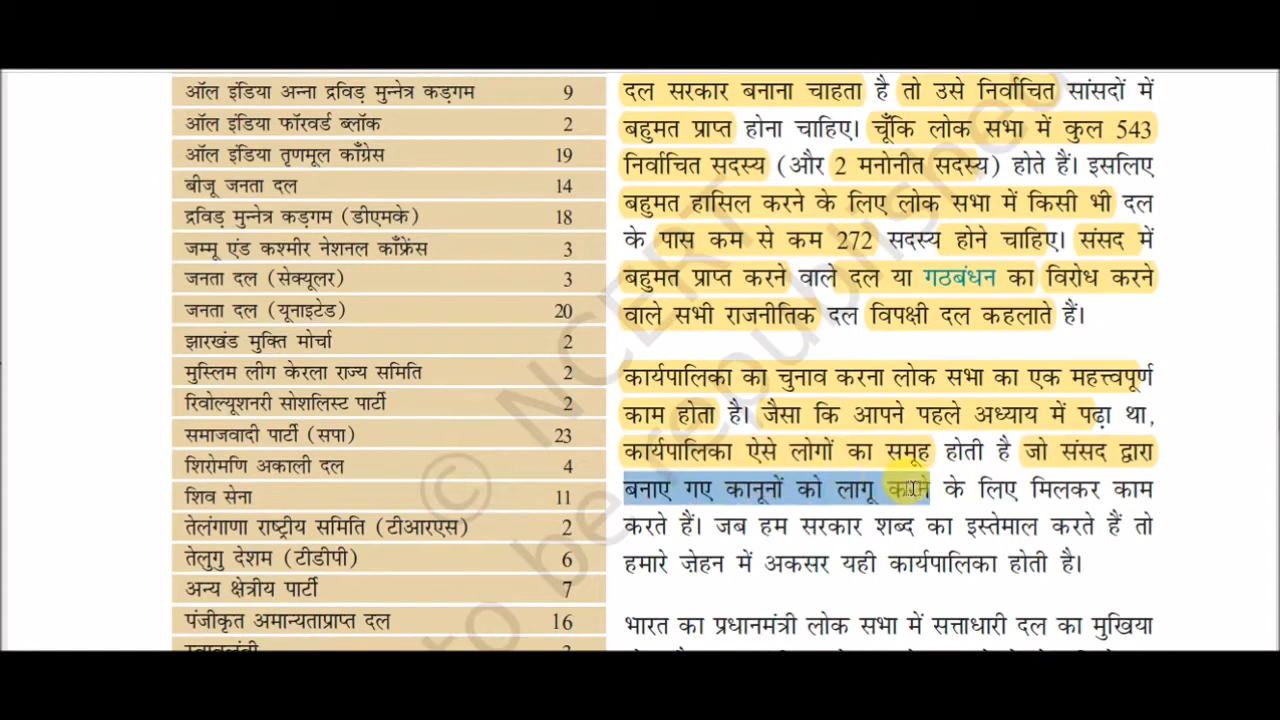 ऑल इंडिया अन्ना द्रविड़ मुन्नेत्र कड़गम 9
ऑल इंडिया फॉरवर्ड ब्लॉक 2
ऑल इंडिया तृणमूल काँग्रेस 19
बीजू जनता दल 14
द्रविड़ मुन्नेत्र कड़गम (डीएमके) 18
जम्मू एंड कश्मीर नेशनल काँफ्रेंस 3
जनता दल (सेक्यूलर) 3
जनता दल (यूनाइटेड) 20
झारखंड मुक्ति मोर्चा 2
मुस्लिम लीग केरला राज्य समिति 2
रिवोल्यूशनरी सोशलिस्ट पार्टी 2
समाजवादी पार्टी (सपा) 23
शिरोमणि अकाली दल 4
शिव सेना 11
तेलंगाणा राष्ट्रीय समिति (टीआरएस) 2
तेलुगु देशम (टीडीपी) 6
अन्य क्षेत्रीय पार्टी 7
पंजीकृत अमान्यताप्राप्त दल 16
दल सरकार बनाना चाहता है तो उसे निर्वाचित सांसदों में
बहुमत प्राप्त होना चाहिए। चूँकि लोक सभा में कुल 543
निर्वाचित सदस्य (और 2 मनोनीत सदस्य) होते हैं। इसलिए
बहुमत हासिल करने के लिए लोक सभा में किसी भी दल
के पास कम से कम 272 सदस्य होने चाहिए। संसद में
बहुमत प्राप्त करने वाले दल या गठबंधन का विरोध करने
वाले सभी राजनीतिक दल विपक्षी दल कहलाते हैं।
कार्यपालिका का चुनाव करना लोक सभा का एक महत्त्वपूर्ण
काम होता है। जैसा कि आपने पहले अध्याय में पढ़ा था,
कार्यपालिका ऐसे लोगों का समूह होती है जो संसद द्वारा
बनाए गए कानूनों को लागू करने के लिए मिलकर काम
करते हैं। जब हम सरकार शब्द का इस्तेमाल करते हैं तो
हमारे ज़ेहन में अकसर यही कार्यपालिका होती है।
भारत का प्रधानमंत्री लोक सभा में सत्ताधारी दल का मुखिया
© NCERT
to be republished